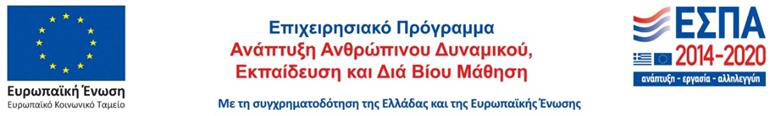 Ευρωπαϊκή Ένωση
Ευρωπαϊκό Κοινωνικό Ταμείο
Επιχειρησιακό Πρόγραμμα
Ανάπτυξη Ανθρώπινου Δυναμικού,
Εκπαίδευση και Διά Βίου Μάθηση
Με τη συγχρηματοδότηση της Ελλάδας και της Ευρωπαϊκής Ένωσης
ΕΣΠΑ
2014-2020
ανάπτυξη - εργασία - αλληλεγγύη